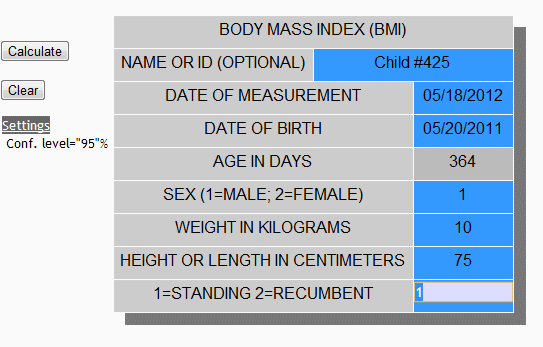 BODY MASS INDEX (BMI)
Calculate
NAME OR ID (OPTIONAL) Child #425
Clear
DATE OF MEASUREMENT 05/18/2012
Settings
DATE OF BIRTH 05/20/2011
Conf. level="95"%
AGE IN DAYS 364
SEX (1=MALE; 2=FEMALE) 1
WEIGHT IN KILOGRAMS 10
HEIGHT OR LENGTH IN CENTIMETERS 75
1=STANDING 2=RECUMBENT 1